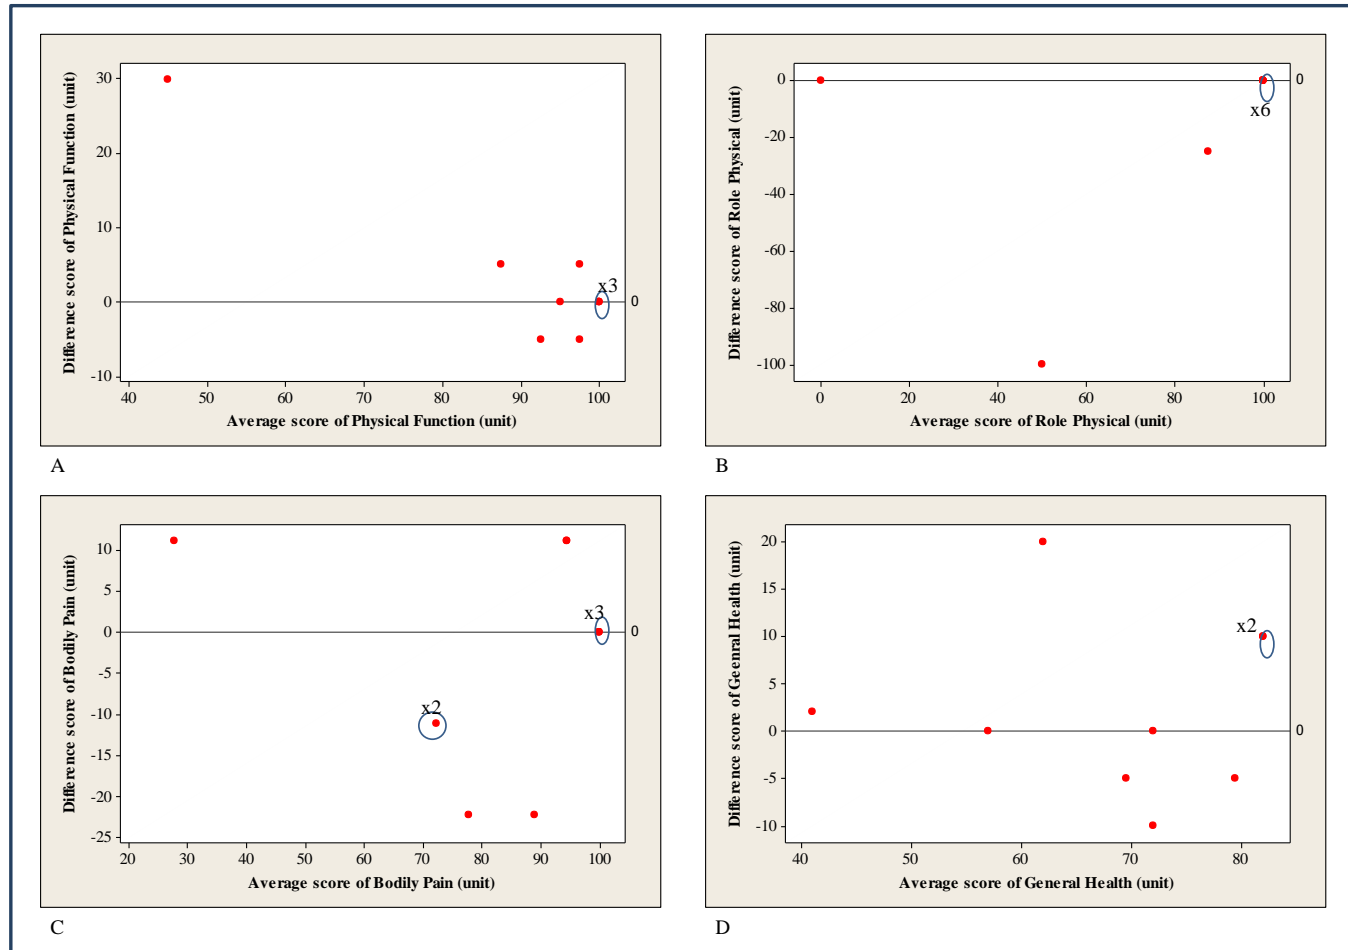 Difference score of Physical Function (unit)
30
20
10
0
-10
x3
0
40 50 60 70 80 90 100
Average score of Physical Function (unit)
A
Difference score of Role Physical (unit)
0
-20
-40
-60
-80
-100
x6
0
0 20 40 60 80 100
Average score of Role Physical (unit)
B
Difference score of Bodily Pain (unit)
10
5
0
-5
-10
-15
-20
-25
x3
x2
0
20 30 40 50 60 70 80 90 100
Average score of Bodily Pain (unit)
C
Difference score of Geenral Health (unit)
20
15
10
5
0
-5
-10
x2
0
40 50 60 70 80
Average score of General Health (unit)
D